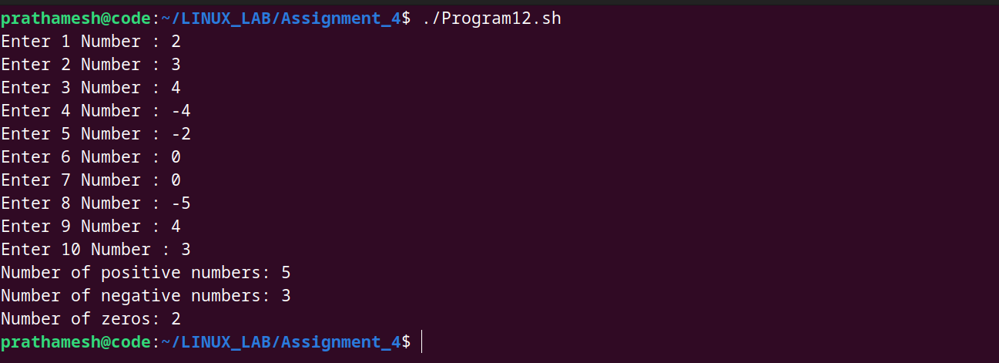 prathamesh@code:~/LINUX_LAB/Assignment_4$ ./Program12.sh
Enter 1 Number : 2
Enter 2 Number : 3
Enter 3 Number : 4
Enter 4 Number : -4
Enter 5 Number : -2
Enter 6 Number : 0
Enter 7 Number : 0
Enter 8 Number : -5
Enter 9 Number : 4
Enter 10 Number : 3
Number of positive numbers: 5
Number of negative numbers: 3
Number of zeros: 2
prathamesh@code:~/LINUX_LAB/Assignment_4$